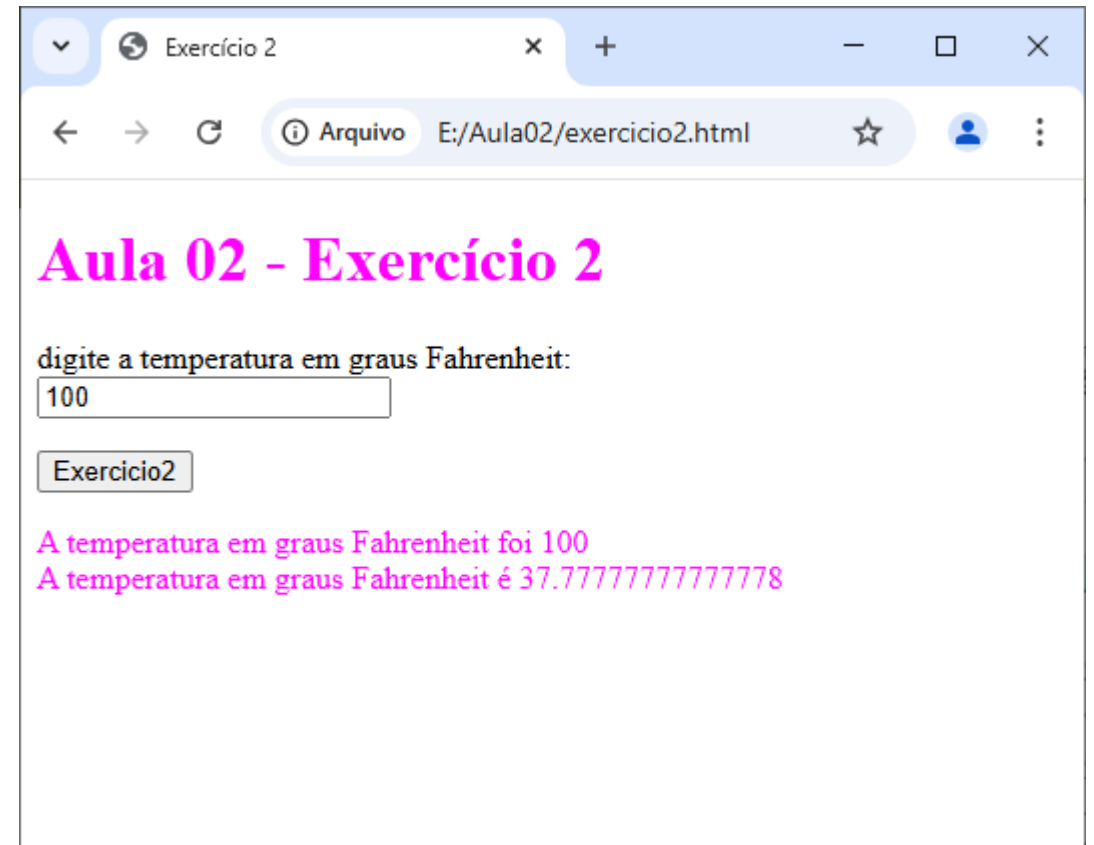 Exercício 2
Arquivo E:/Aula02/exercicio2.html
Aula 02 - Exercício 2
digite a temperatura em graus Fahrenheit:
100
Exercicio2
A temperatura em graus Fahrenheit foi 100
A temperatura em graus Fahrenheit é 37.77777777777778